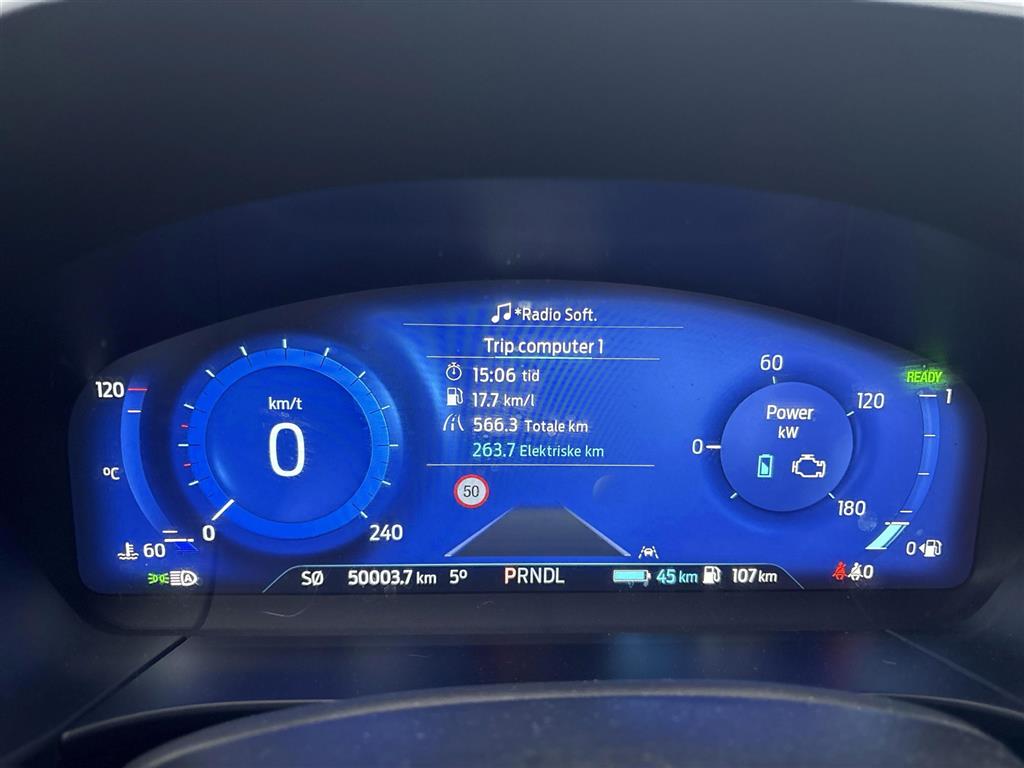 *Radio Soft.
Trip computer 1
15:06 tid
17.7 km/l
566.3 Totale km
263.7 Elektriske km
50
120
ºC
60
km/t
0
0
240
60
120
0
Power
kW
180
READY
1
0
A
SØ 50003.7 km 5º PRNDL 45 km 107 km
0